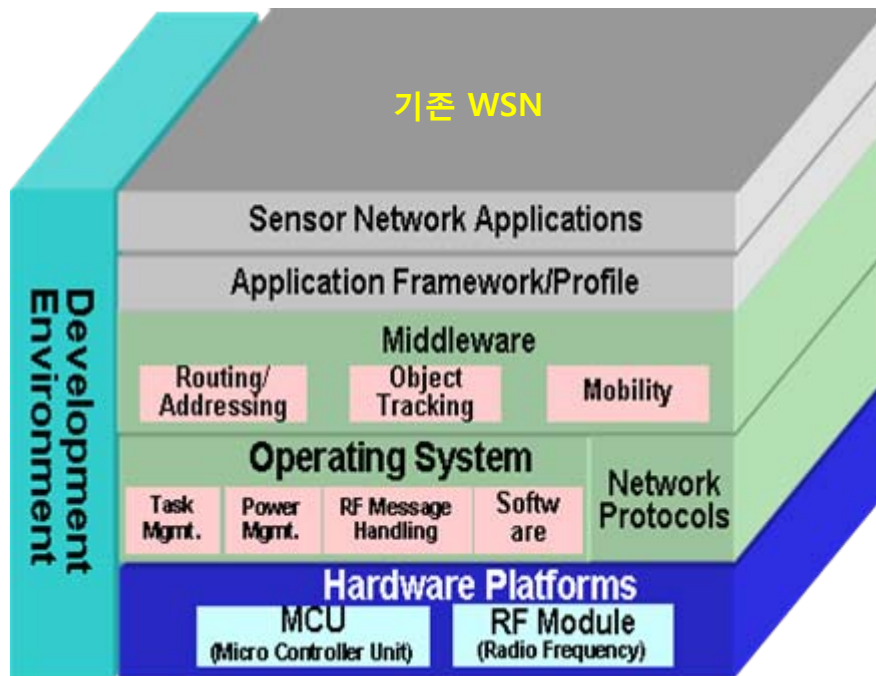 기존 WSN
Sensor Network Applications
Application Framework/Profile
Development
Environment
Middleware
Routing/
Addressing
Object
Tracking
Mobility
Operating System
Task
Mgmt.
Power
Mgmt.
RF Message
Handling
Softw
are
Network
Protocols
Hardware Platforms
MCU
(Micro Controller Unit)
RF Module
(Radio Frequency)